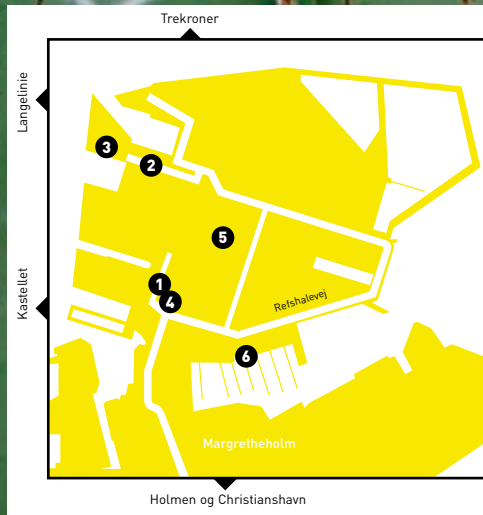 Trekroner
Langelinie
3
2
5
1
4
Kastellet
Refshalevej
6
Margretheholm
Holmen og Christianshavn